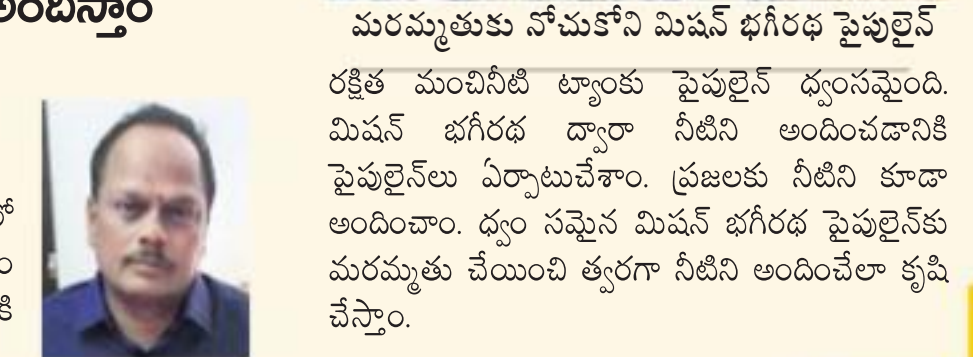 అందిస్తాం
మరమ్మతుకు నోచుకోని మిషన్ భగీరథ పైపులైన్
రక్షిత మంచినీటి ట్యాంకు పైపులైన్ ధ్వంసమైంది.
మిషన్ భగీరథ ద్వారా నీటిని అందించడానికి
పైపులైన్‌లు ఏర్పాటుచేశాం. ప్రజలకు నీటిని కూడా
అందించాం. ధ్వం సమైన మిషన్ భగీరథ పైపులైన్‌కు
మరమ్మతు చేయించి త్వరగా నీటిని అందించేలా కృషి
చేస్తాం.